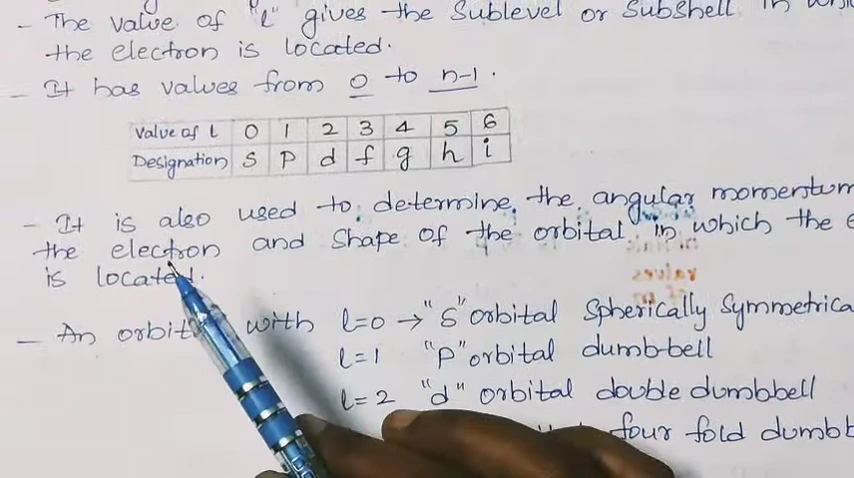 - The value of "l" gives the Sublevel or Subshell in
the electron is located.
- It has values from 0 to n-1.
Value of l 0 1 2 3 4 5 6
Designation s p d f g h i
- It is also used to determine the angular momentum
the electron and shape of the orbital in which the e
is located.
- An orbit with l=0 → "S" orbital Spherically Symmetrica
l=1 "P" orbital dumb-bell
l=2 "d" orbital double dumbbell
four fold dumbb